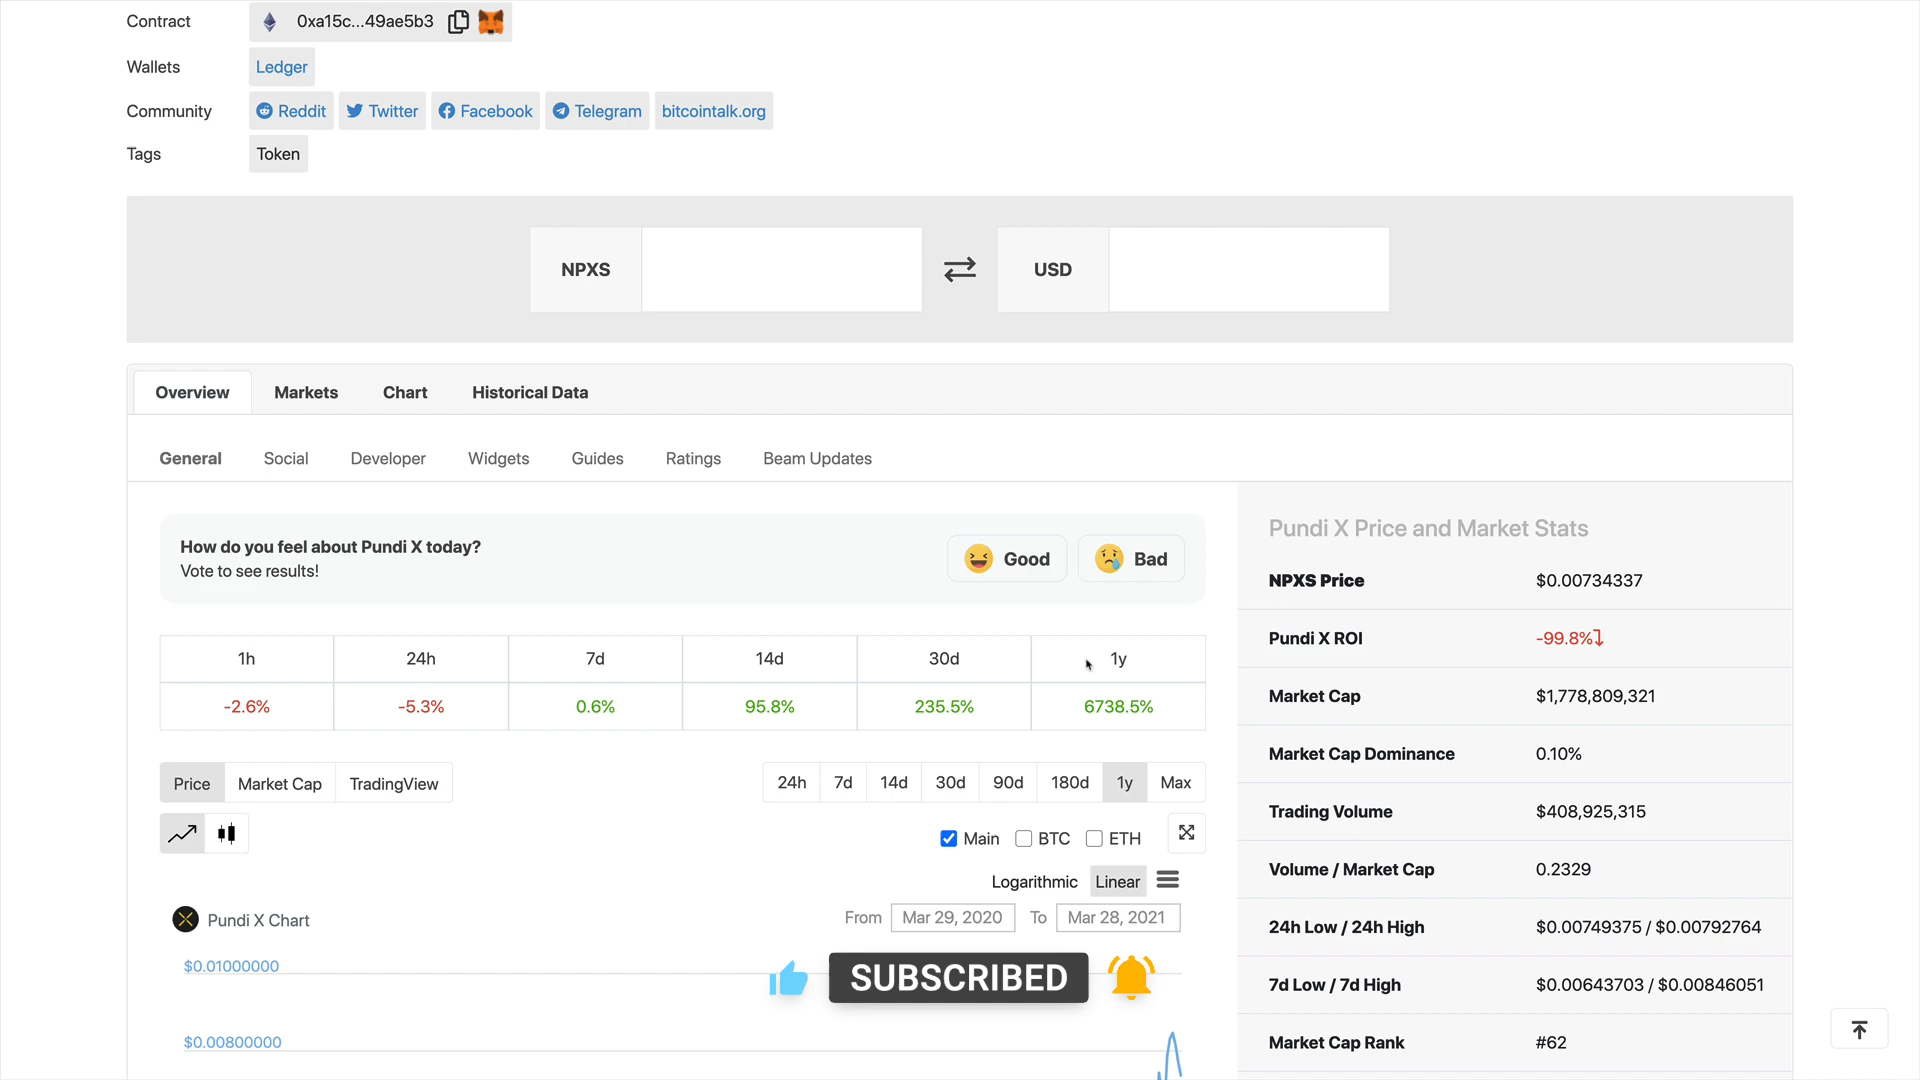 Contract 0xa15c...49ae5b3
Wallets Ledger
Community Reddit Twitter Facebook Telegram bitcointalk.org
Tags Token
NPXS USD
Overview Markets Chart Historical Data
General Social Developer Widgets Guides Ratings Beam Updates
How do you feel about Pundi X today?
Vote to see results!
Good Bad
1h 24h 7d 14d 30d 1y
-2.6% -5.3% 0.6% 95.8% 235.5% 6738.5%
Price Market Cap TradingView
24h 7d 14d 30d 90d 180d 1y Max
Main BTC ETH
Logarithmic Linear
From Mar 29, 2020 To Mar 28, 2021
Pundi X Chart
$0.01000000
$0.00800000
SUBSCRIBED
Pundi X Price and Market Stats
NPXS Price $0.00734337
Pundi X ROI -99.8%
Market Cap $1,778,809,321
Market Cap Dominance 0.10%
Trading Volume $408,925,315
Volume / Market Cap 0.2329
24h Low / 24h High $0.00749375 / $0.00792764
7d Low / 7d High $0.00643703 / $0.00846051
Market Cap Rank #62